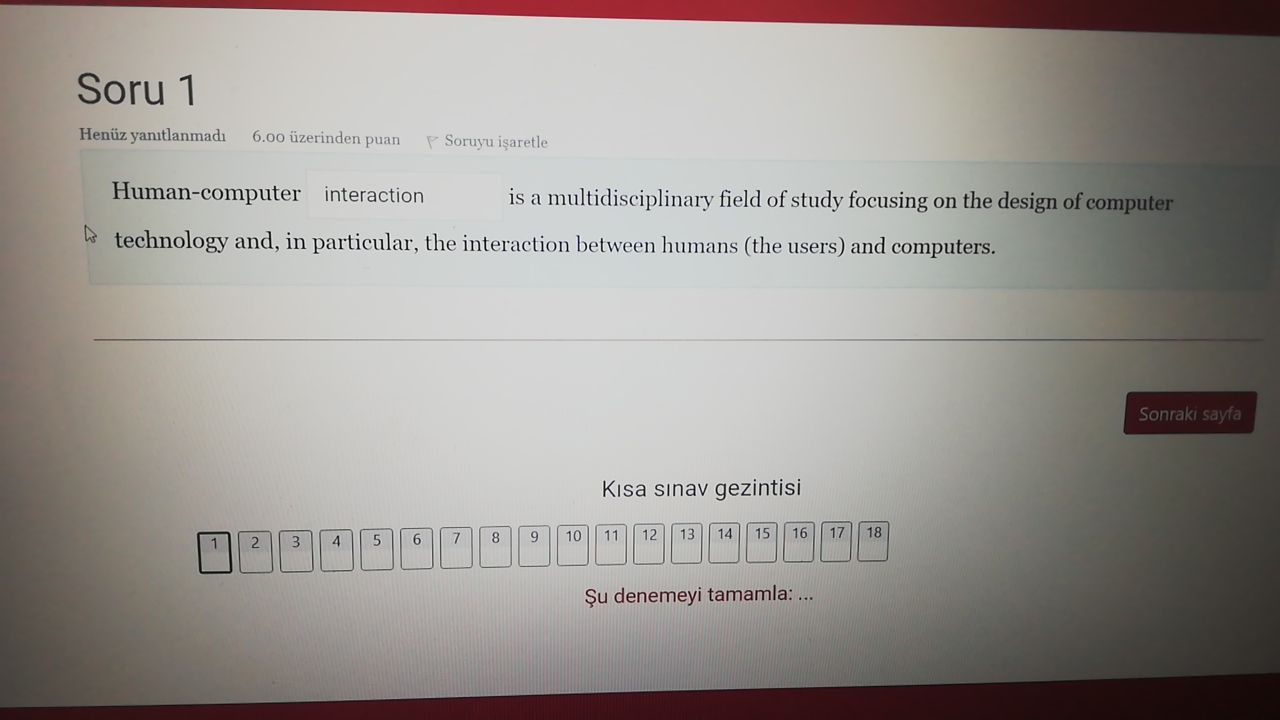 Soru 1
Henüz yanıtlanmadı 6.00 üzerinden puan Soruyu işaretle
Human-computer interaction is a multidisciplinary field of study focusing on the design of computer
technology and, in particular, the interaction between humans (the users) and computers.
Sonraki sayfa
Kısa sınav gezintisi
1 2 3 4 5 6 7 8 9 10 11 12 13 14 15 16 17 18
Şu denemeyi tamamla: ...